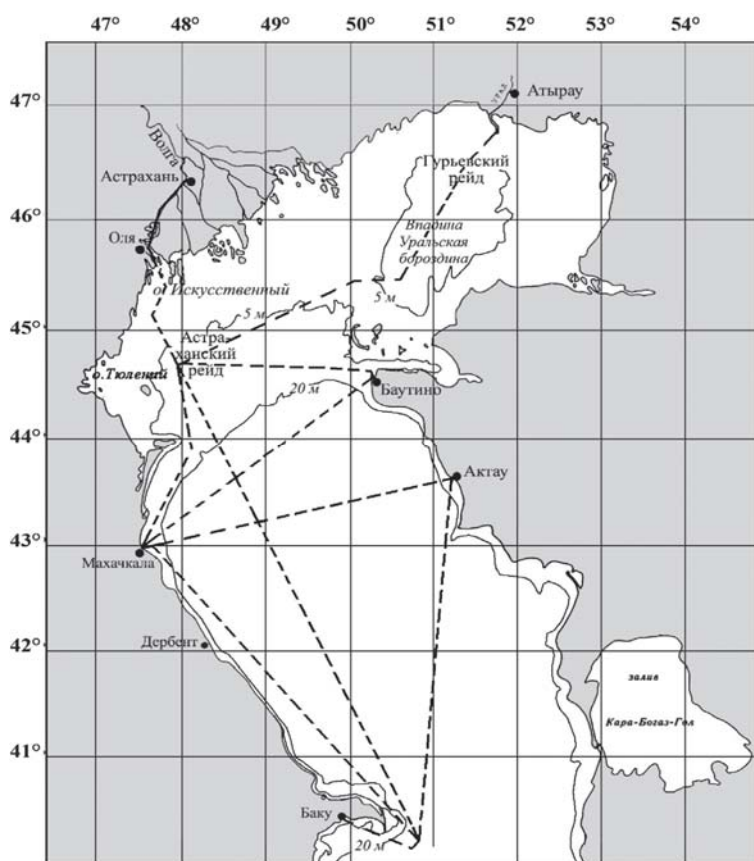 47° 48° 49° 50° 51° 52° 53° 54°
47°
46°
45°
44°
43°
42°
41°
Урал
Атырау
Волга
Астрахань
Гурьевский
рейд
Оля
Впадина
Уральская
бороздина
о. Искусственный
5 м
5 м
Астра-
ханский
рейд
о.Тюлений
20 м
Баутино
Актау
Махачкала
Дербент
залив
Кара-Богаз-Гол
Баку
20 м